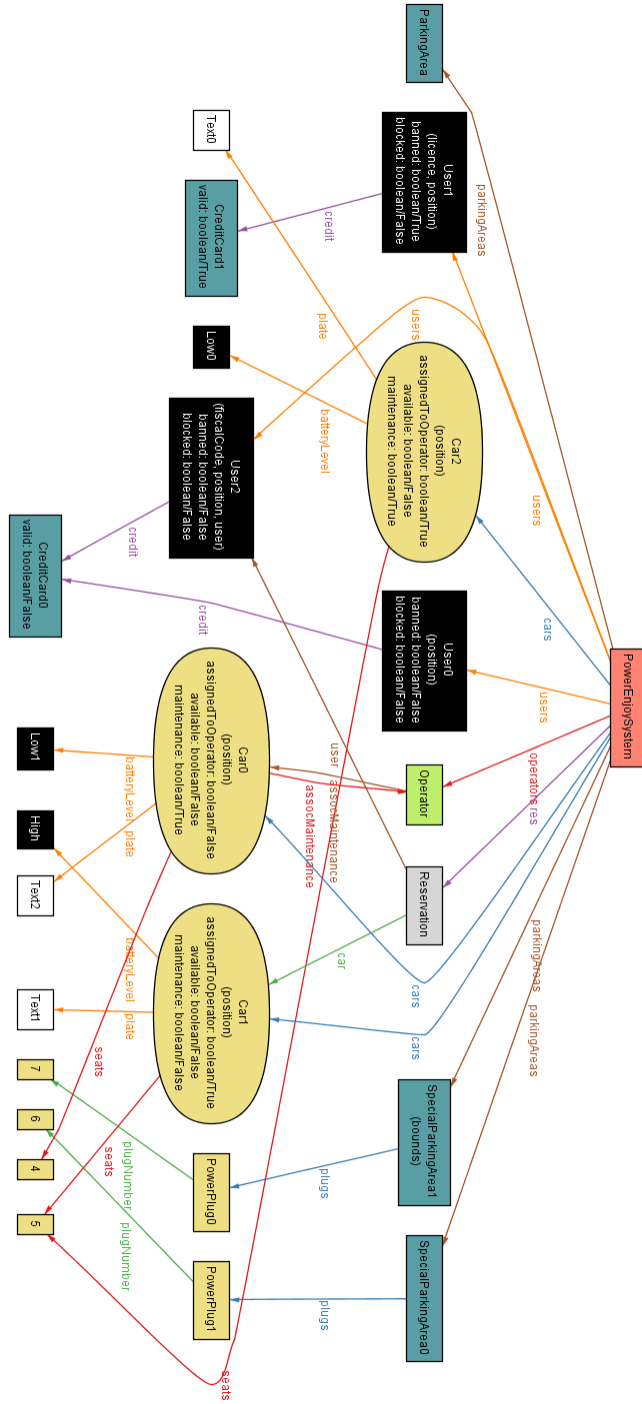 PowerEnjoySystem
parkingAreas
users
users
cars
users
operators
res
cars
cars
parkingAreas
parkingAreas
ParkingArea
User1
(licence, position)
banned: boolean/True
blocked: boolean/False
Car2
(position)
assignedToOperator: boolean/True
available: boolean/False
maintenance: boolean/True
User0
(position)
banned: boolean/False
blocked: boolean/False
Operator
Reservation
SpecialParkingArea1
(bounds)
SpecialParkingArea0
credit
plate
batteryLevel
credit
credit
user
assocMaintenance
assocMaintenance
car
plugs
plugs
Text0
CreditCard1
valid: boolean/True
Low0
User2
(fiscalCode, position, user)
banned: boolean/False
blocked: boolean/False
Car0
(position)
assignedToOperator: boolean/False
available: boolean/False
maintenance: boolean/True
Car1
(position)
assignedToOperator: boolean/True
available: boolean/False
maintenance: boolean/False
PowerPlug0
PowerPlug1
batteryLevel
plate
batteryLevel
plate
seats
seats
plugNumber
plugNumber
seats
CreditCard0
valid: boolean/False
Low1
High
Text2
Text1
7
6
4
5